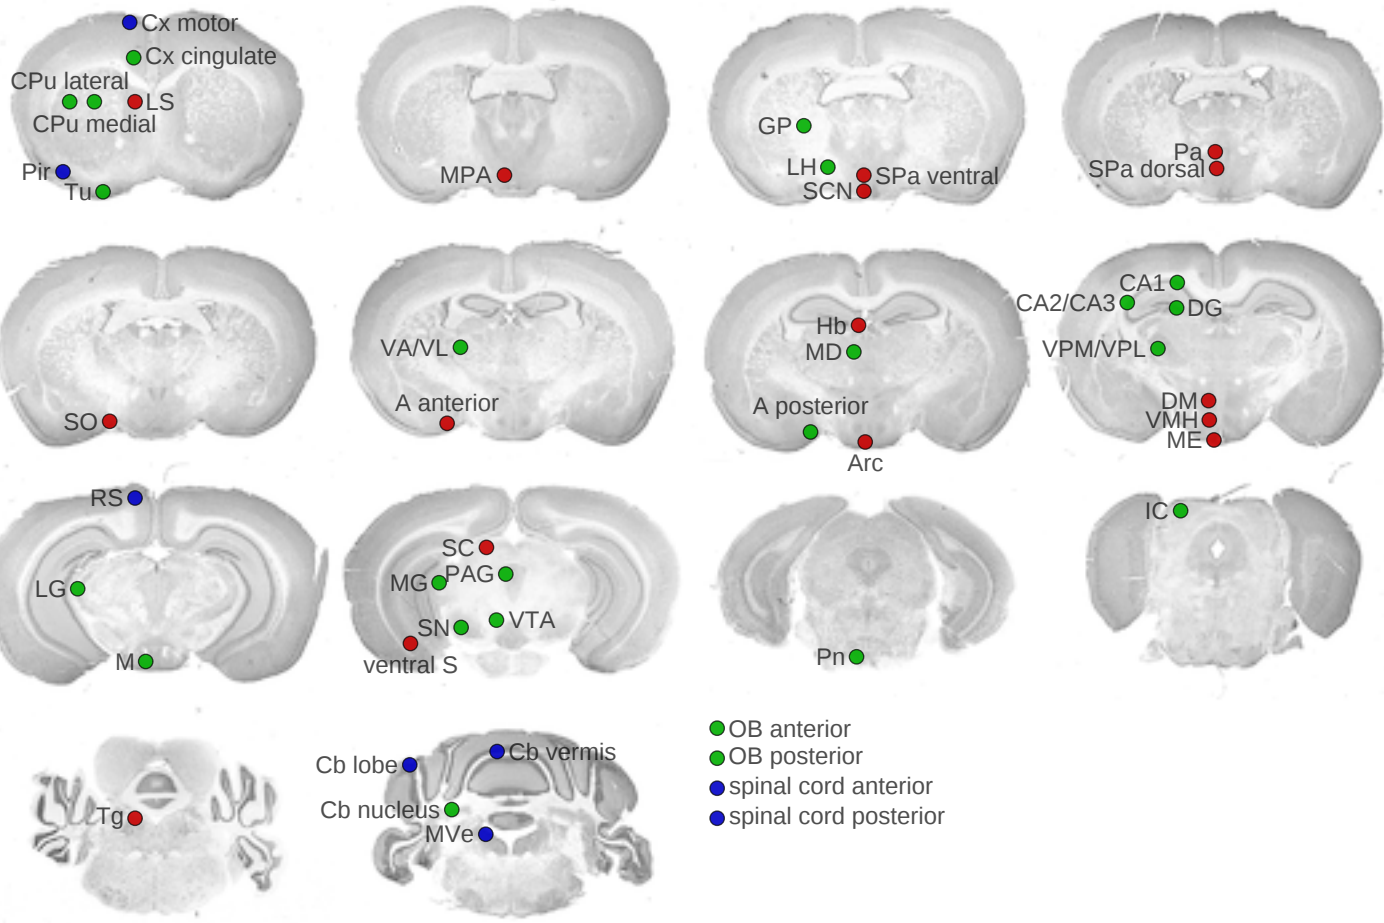 Cx motor
Cx cingulate
CPu lateral
LS
CPu medial
Pir
Tu
MPA
GP
LH
SPa ventral
SCN
Pa
SPa dorsal
SO
VA/VL
A anterior
Hb
MD
A posterior
Arc
CA1
CA2/CA3
DG
VPM/VPL
DM
VMH
ME
RS
LG
M
SC
MG
PAG
SN
VTA
ventral S
Pn
IC
Tg
Cb lobe
Cb vermis
Cb nucleus
MVe
OB anterior
OB posterior
spinal cord anterior
spinal cord posterior